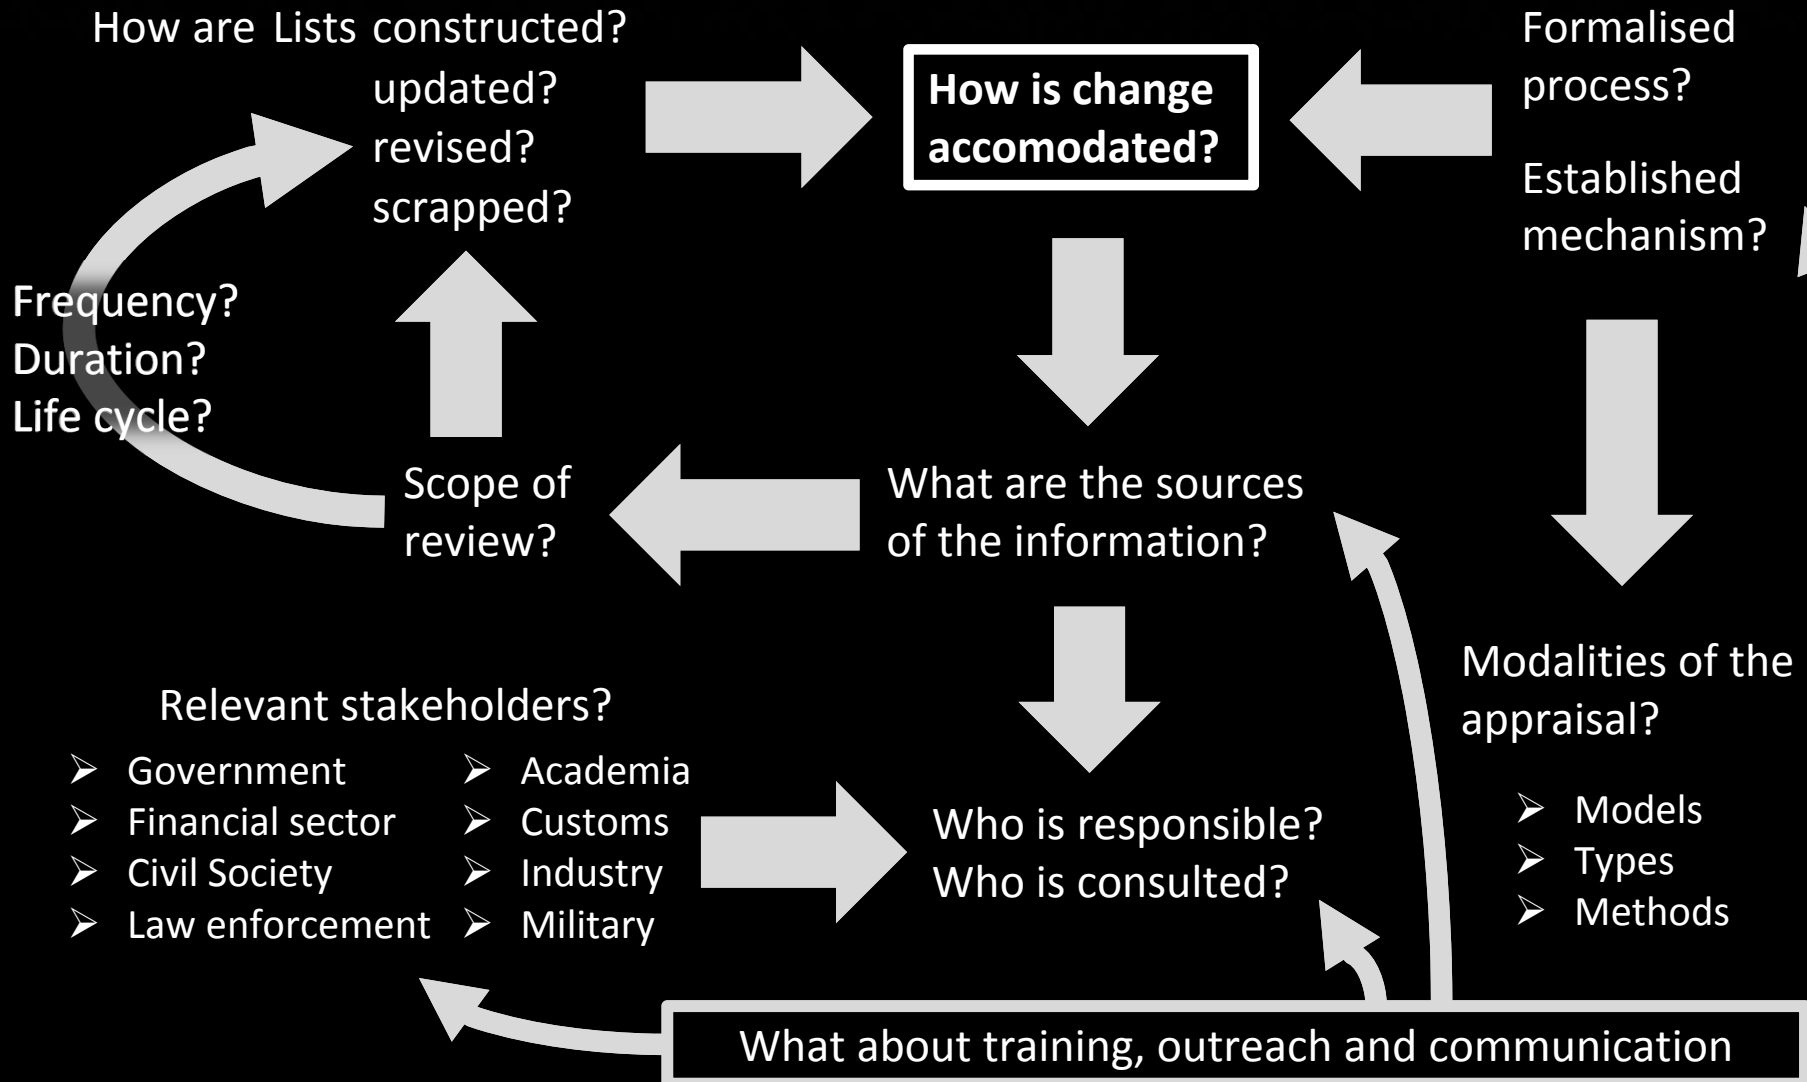 How are Lists constructed?
updated?
revised?
scrapped?
How is change
accomodated?
Formalised
process?
Established
mechanism?
Frequency?
Duration?
Life cycle?
Scope of
review?
What are the sources
of the information?
Modalities of the
appraisal?
➢ Models
➢ Types
➢ Methods
Relevant stakeholders?
➢ Government
➢ Financial sector
➢ Civil Society
➢ Law enforcement
➢ Academia
➢ Customs
➢ Industry
➢ Military
Who is responsible?
Who is consulted?
What about training, outreach and communication